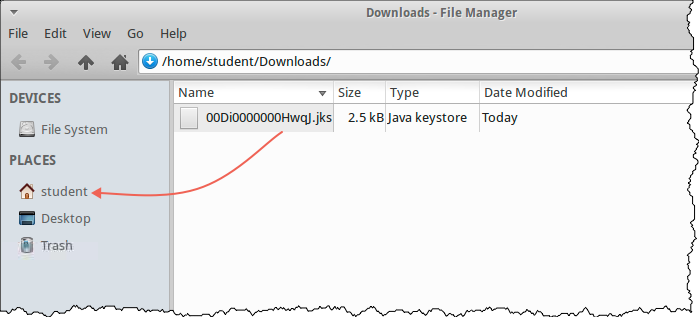 Downloads - File Manager
File Edit View Go Help
/home/student/Downloads/
DEVICES
File System
PLACES
student
Desktop
Trash
Name Size Type Date Modified
00Di0000000HwqJ.jks 2.5 kB Java keystore Today